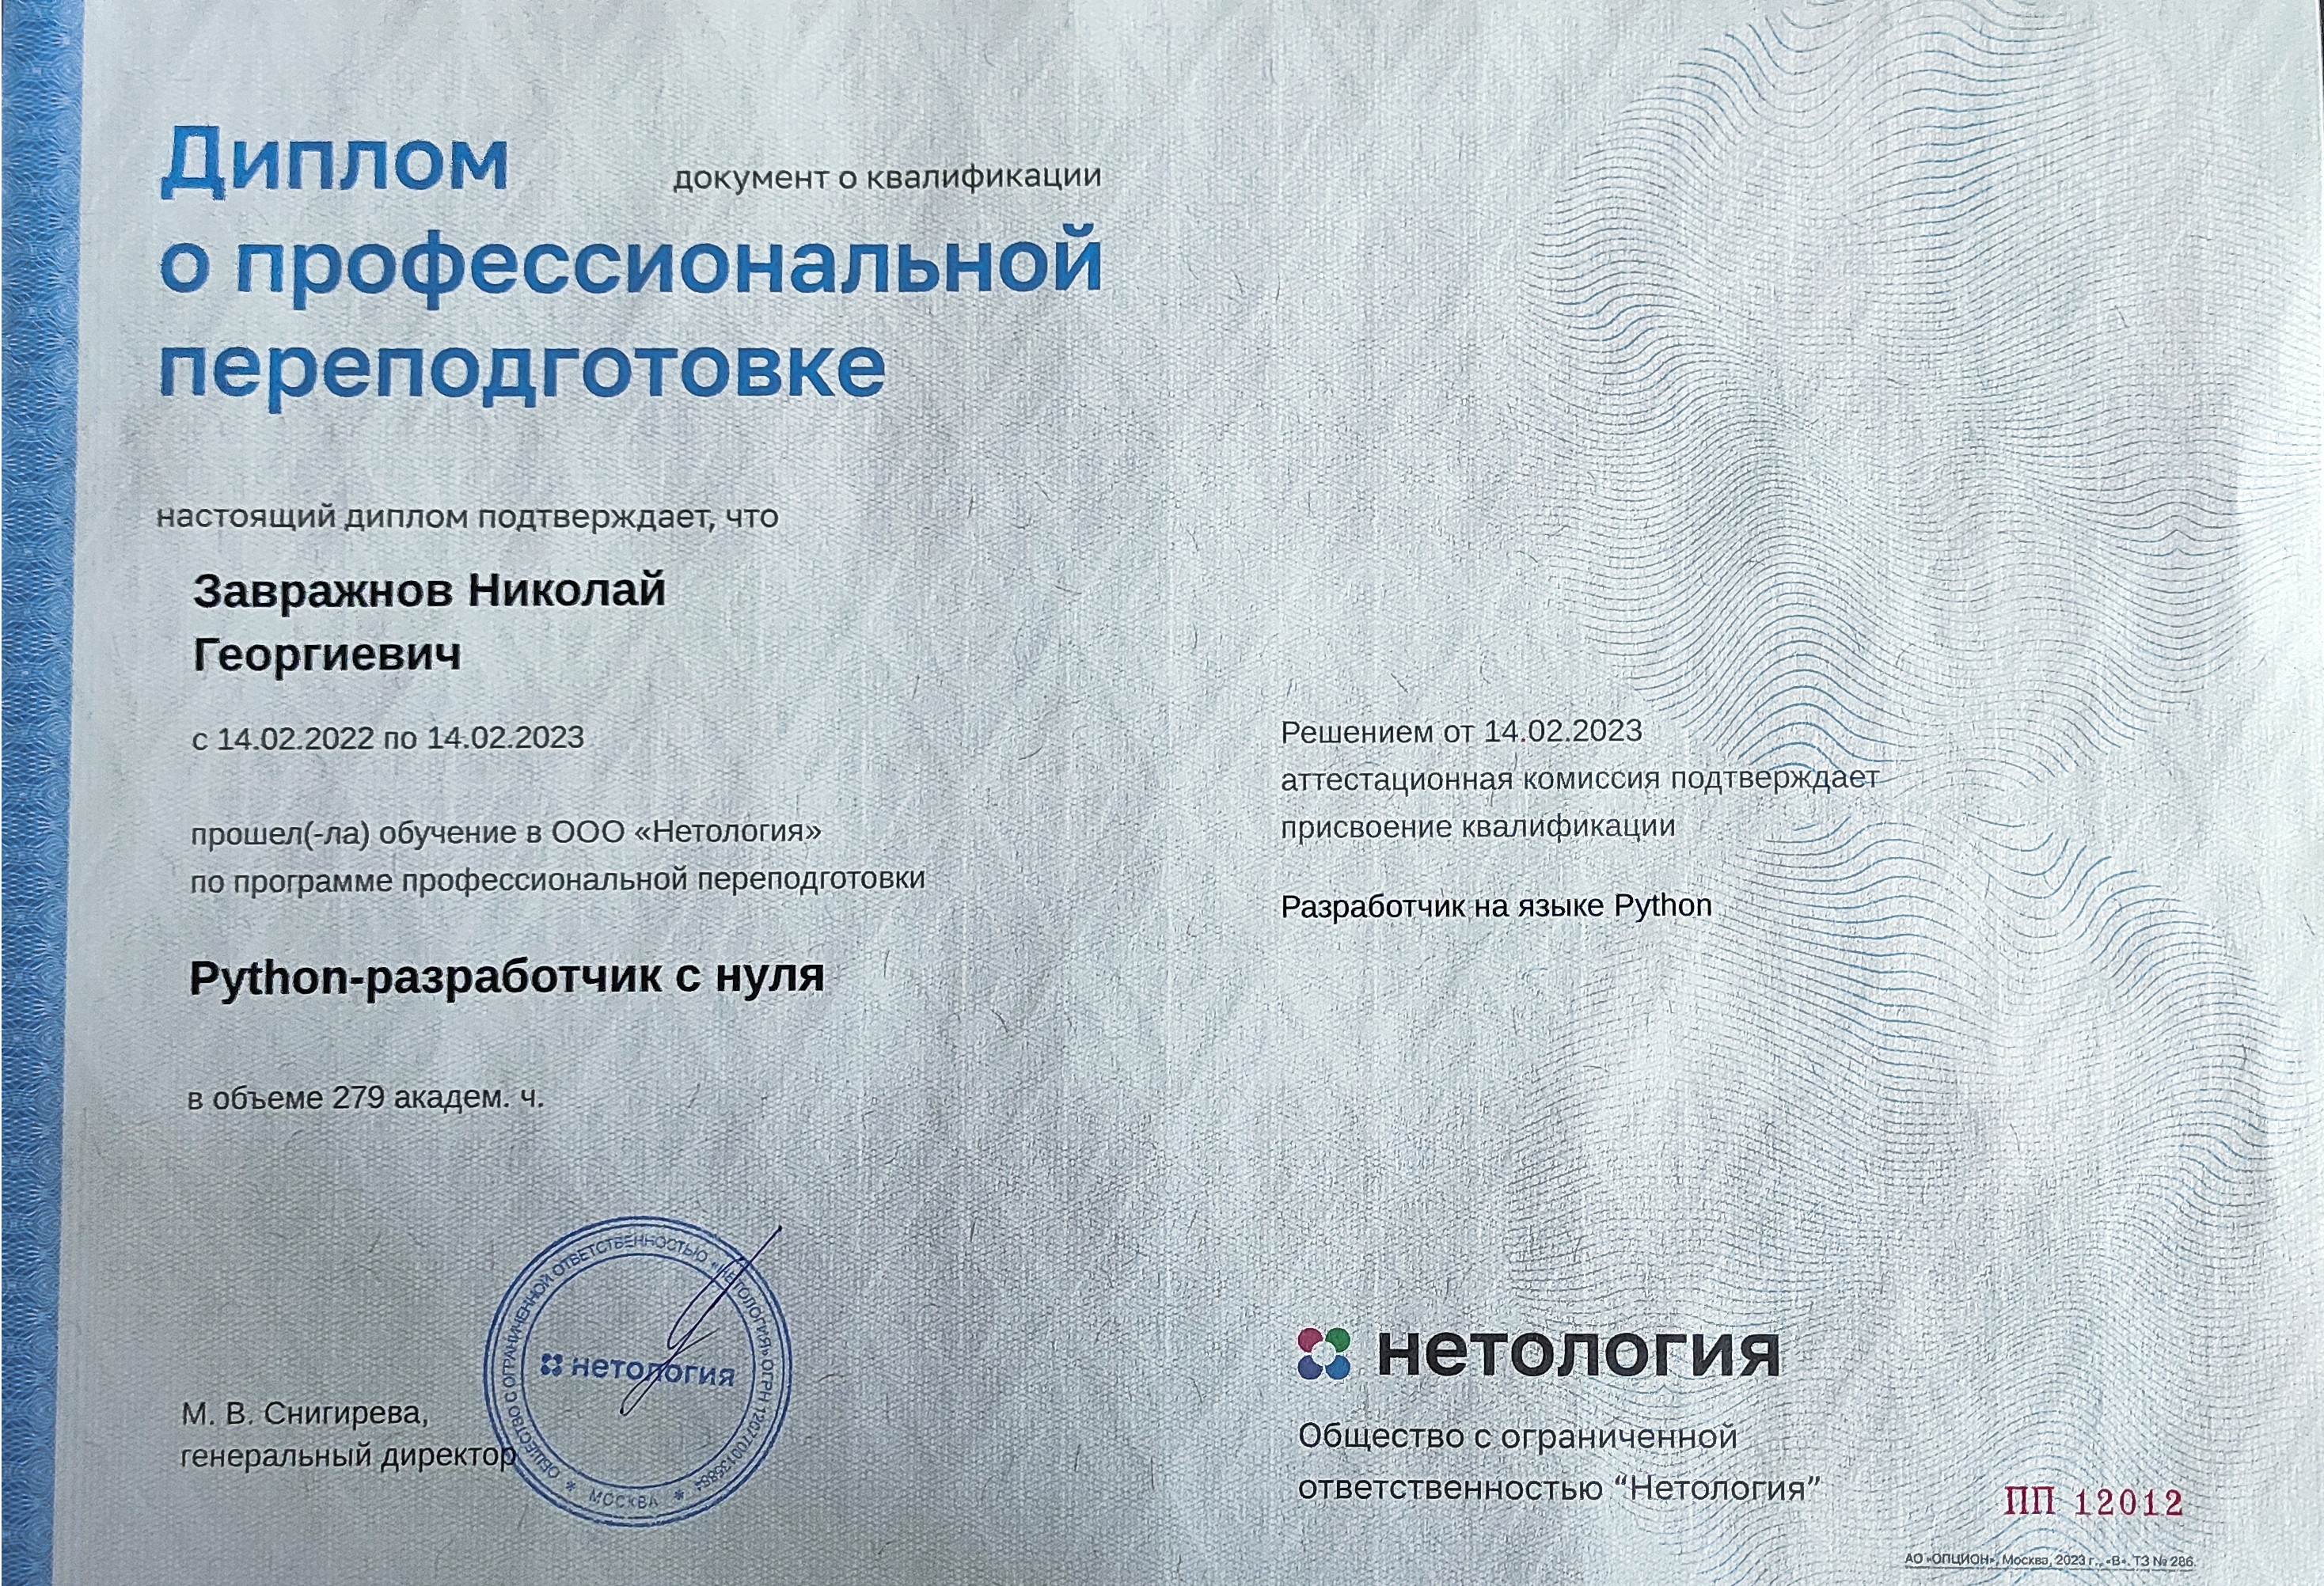 Диплом
документ о квалификации
о профессиональной
переподготовке
настоящий диплом подтверждает, что
Завражнов Николай
Георгиевич
с 14.02.2022 по 14.02.2023
прошел(-ла) обучение в ООО «Нетология»
по программе профессиональной переподготовки
Python-разработчик с нуля
в объеме 279 академ. ч.
М. В. Снигирева,
генеральный директор
ОБЩЕСТВО С ОГРАНИЧЕННОЙ ОТВЕТСТВЕННОСТЬЮ «НЕТОЛОГИЯ» ОГРН
* МОСКВА *
нетология
Решением от 14.02.2023
аттестационная комиссия подтверждает
присвоение квалификации
Разработчик на языке Python
нетология
Общество с ограниченной
ответственностью “Нетология”
ПП 12012
АО «ОПЦИОН», Москва, 2023 г., «В». ТЗ № 286.